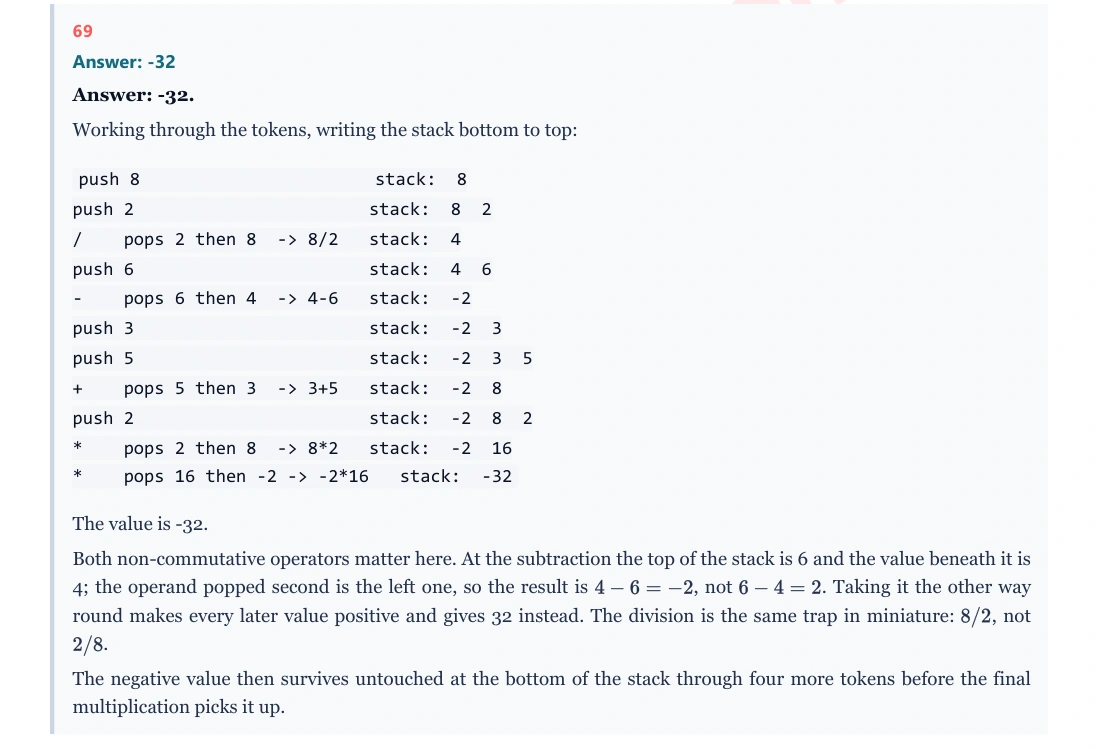 69
Answer: -32
Answer: -32.
Working through the tokens, writing the stack bottom to top:
push 8                       stack:  8
push 2                       stack:  8  2
/    pops 2 then 8  -> 8/2   stack:  4
push 6                       stack:  4  6
-    pops 6 then 4  -> 4-6   stack:  -2
push 3                       stack:  -2  3
push 5                       stack:  -2  3  5
+    pops 5 then 3  -> 3+5   stack:  -2  8
push 2                       stack:  -2  8  2
*    pops 2 then 8  -> 8*2   stack:  -2  16
*    pops 16 then -2 -> -2*16   stack:  -32
The value is -32.
Both non-commutative operators matter here. At the subtraction the top of the stack is 6 and the value beneath it is
4; the operand popped second is the left one, so the result is 4 − 6 = −2, not 6 − 4 = 2. Taking it the other way
round makes every later value positive and gives 32 instead. The division is the same trap in miniature: 8/2, not
2/8.
The negative value then survives untouched at the bottom of the stack through four more tokens before the final
multiplication picks it up.